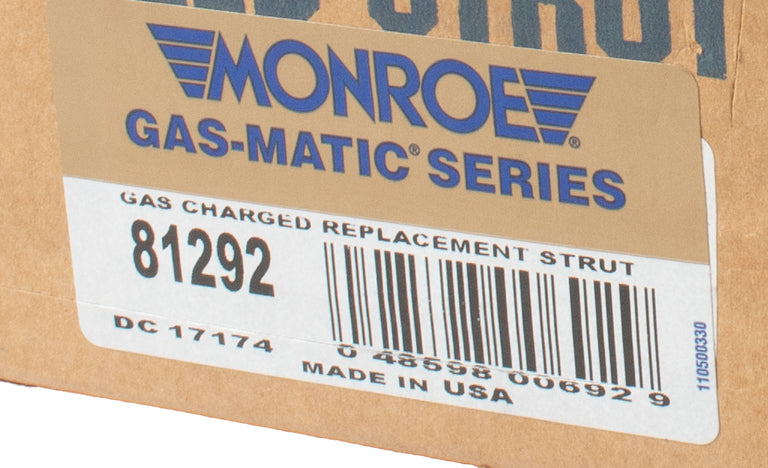 MONROE®
GAS-MATIC® SERIES
GAS CHARGED REPLACEMENT STRUT
81292
DC 17174
0 48598 00692 9
MADE IN USA
110500330